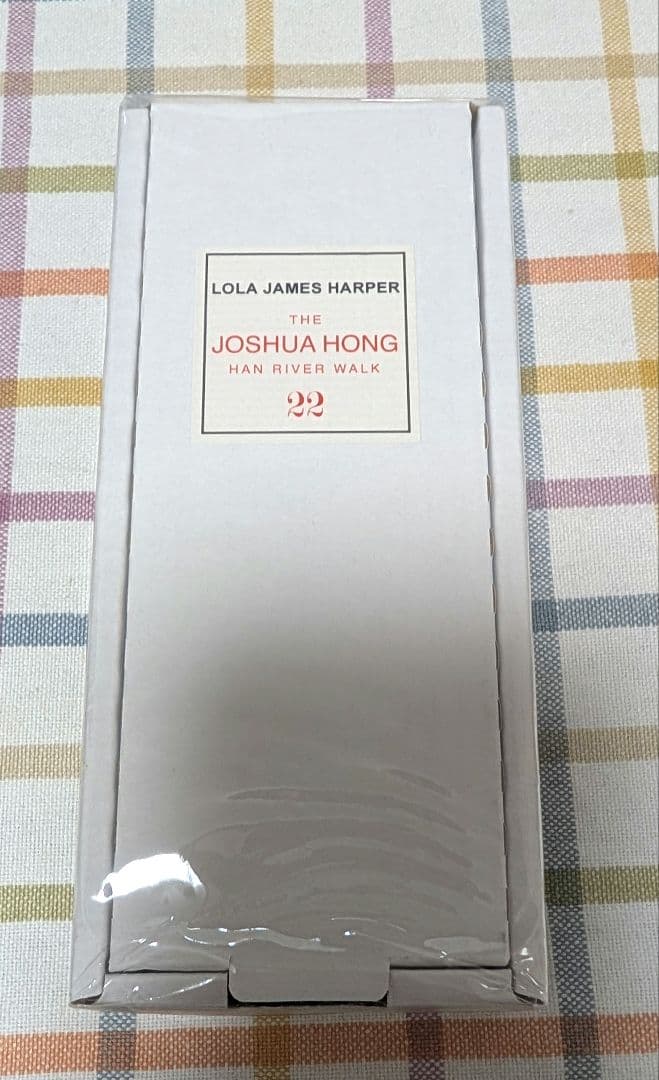 LOLA JAMES HARPER
THE
JOSHUA HONG
HAN RIVER WALK
22